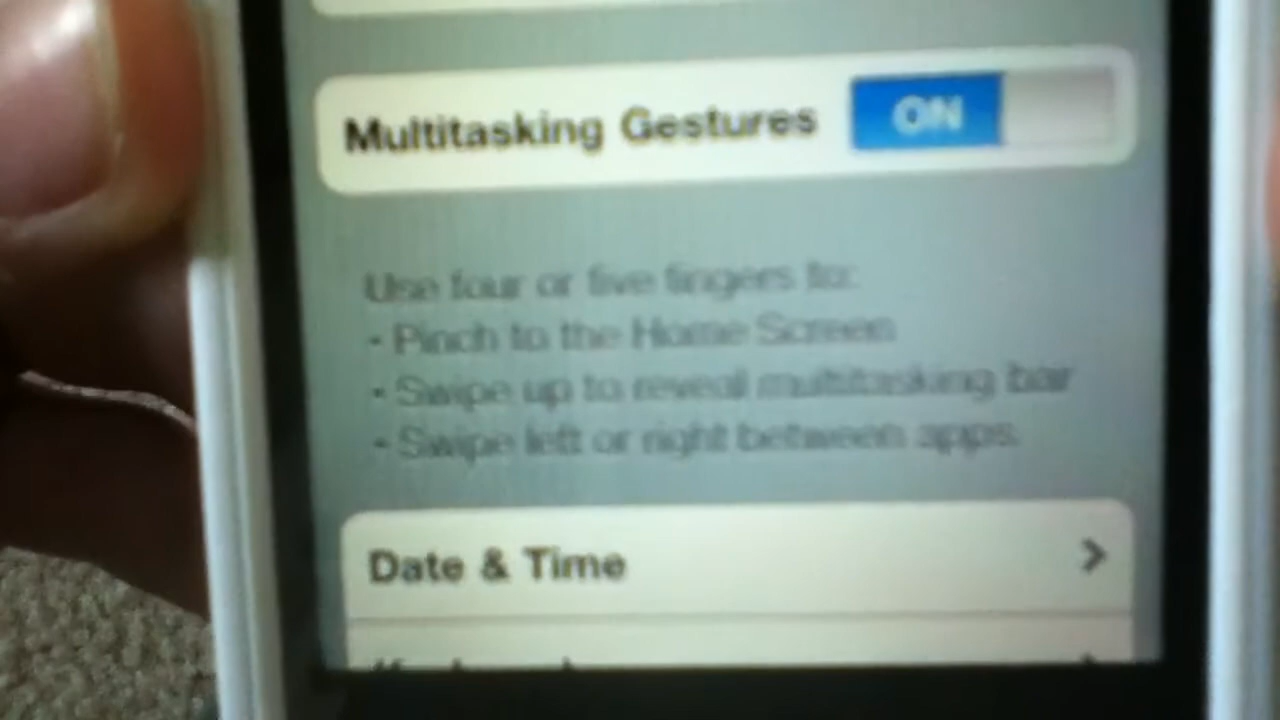 Multitasking Gestures ON
Use four or five fingers to:
- Pinch to the Home Screen
- Swipe up to reveal multitasking bar
- Swipe left or right between apps.
Date & Time